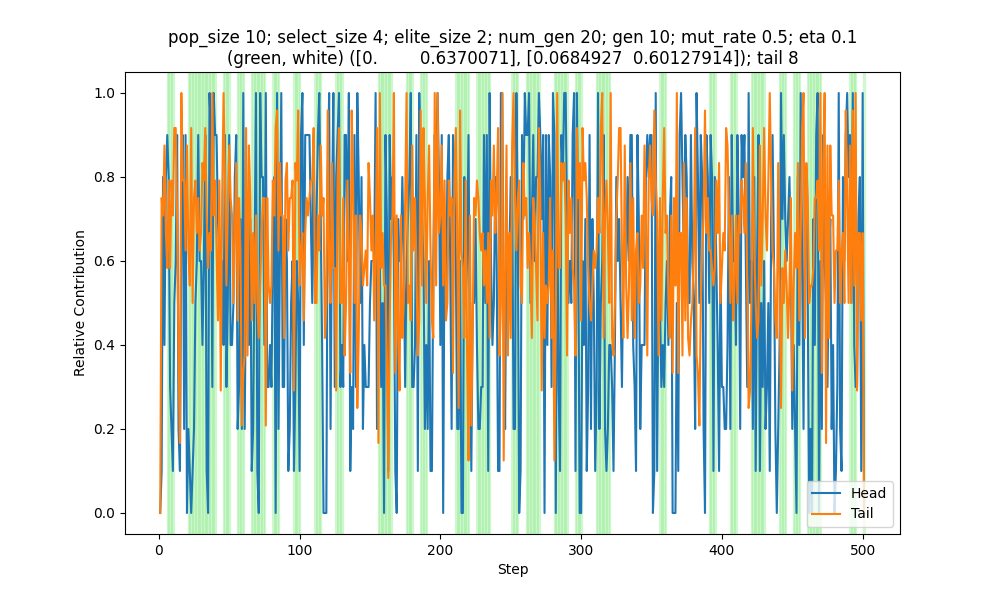 pop_size 10; select_size 4; elite_size 2; num_gen 20; gen 10; mut_rate 0.5; eta 0.1
(green, white) ([0.        0.6370071], [0.0684927  0.60127914]); tail 8
1.0
0.8
0.6
0.4
0.2
0.0
Relative Contribution
Head
Tail
0
100
200
300
400
500
Step